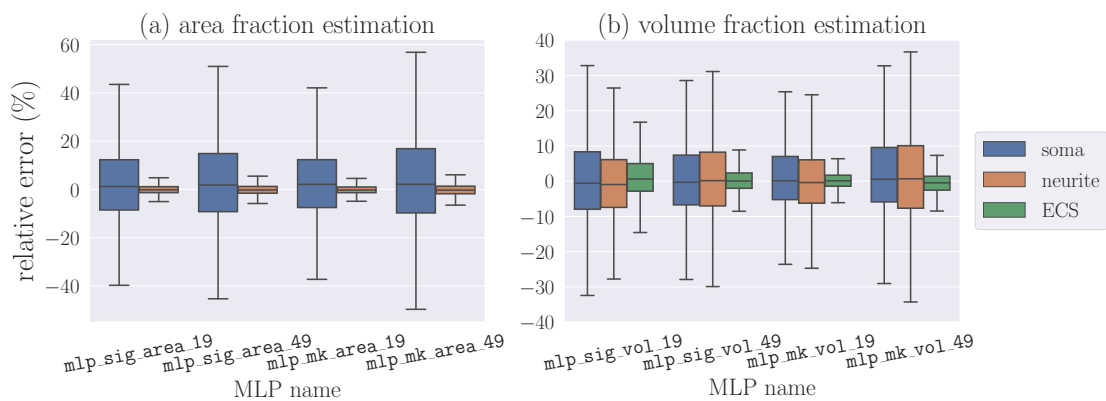 (a) area fraction estimation
relative error (%)
60
40
20
0
−20
−40
mlp_sig_area_19
mlp_sig_area_49
mlp_mk_area_19
mlp_mk_area_49
MLP name
(b) volume fraction estimation
40
30
20
10
0
−10
−20
−30
−40
mlp_sig_vol_19
mlp_sig_vol_49
mlp_mk_vol_19
mlp_mk_vol_49
MLP name
soma
neurite
ECS